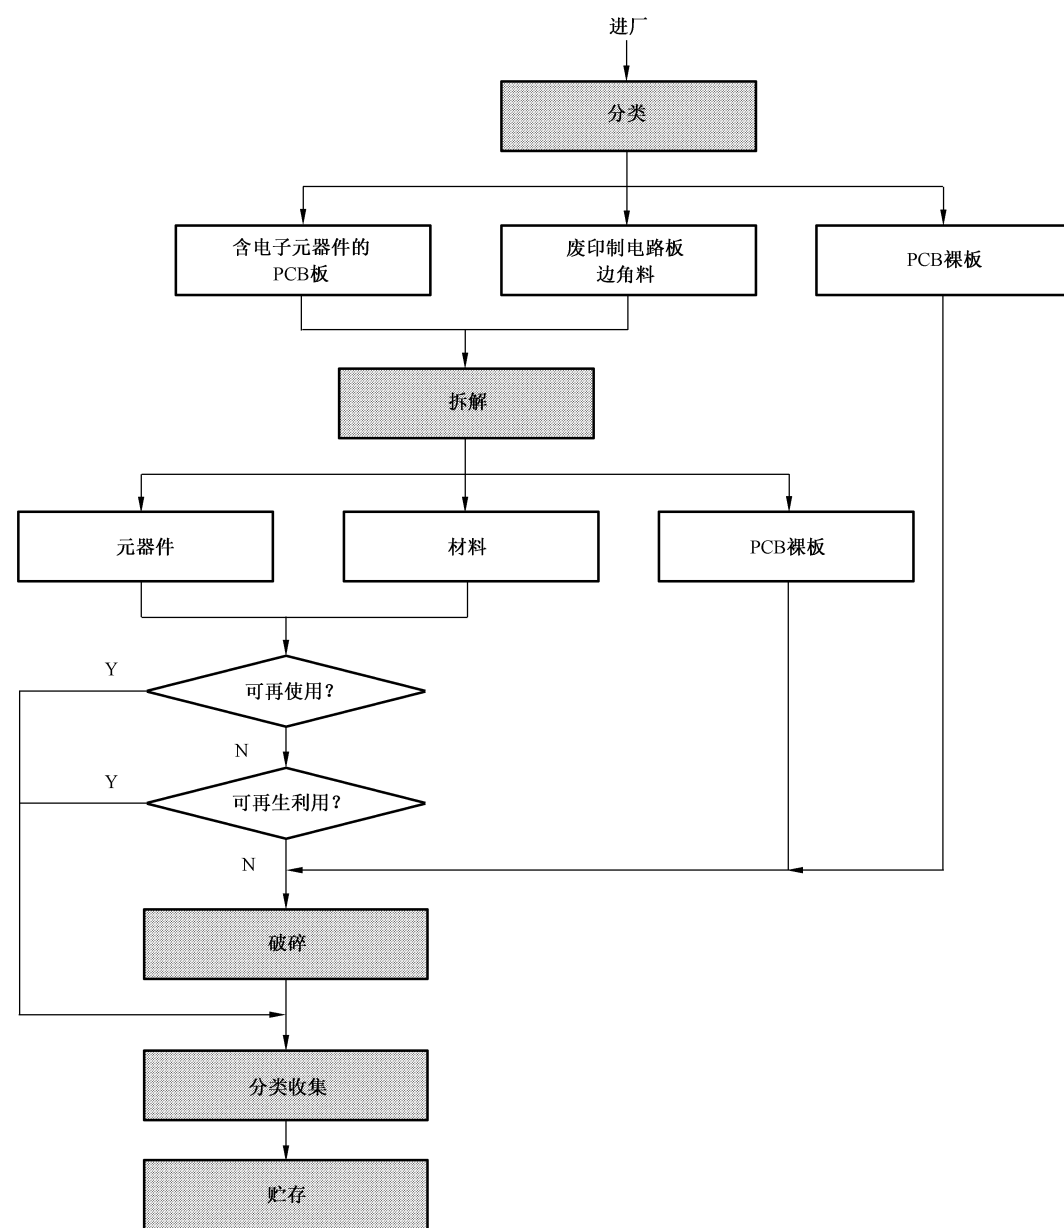 进厂
分类
含电子元器件的
PCB板
废印制电路板
边角料
PCB裸板
拆解
元器件
材料
PCB裸板
Y
可再使用?
N
Y
可再生利用?
N
破碎
分类收集
贮存